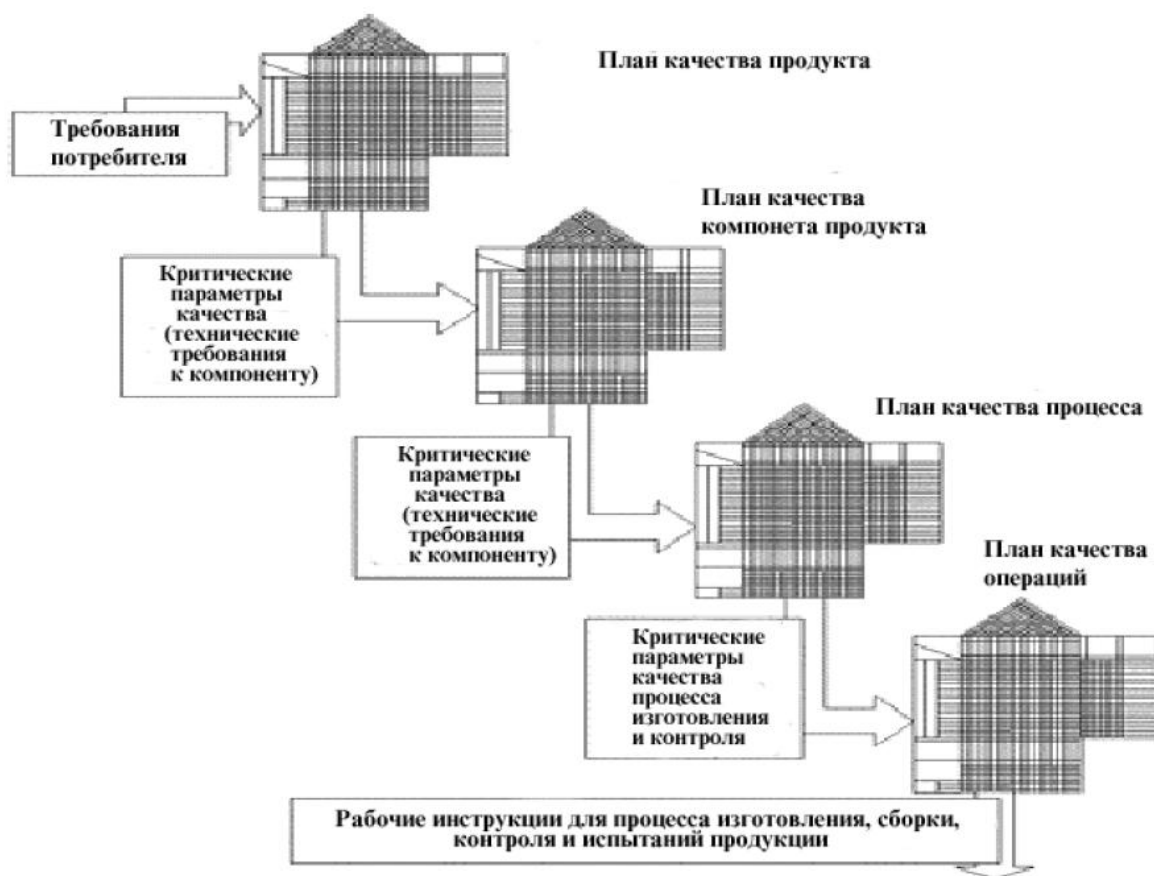 План качества продукта
Требования
потребителя
План качества
компонета продукта
Критические
параметры
качества
(технические
требования
к компоненту)
План качества процесса
Критические
параметры
качества
(технические
требования
к компоненту)
План качества
операций
Критические
параметры
качества
процесса
изготовления
и контроля
Рабочие инструкции для процесса изготовления, сборки,
контроля и испытаний продукции